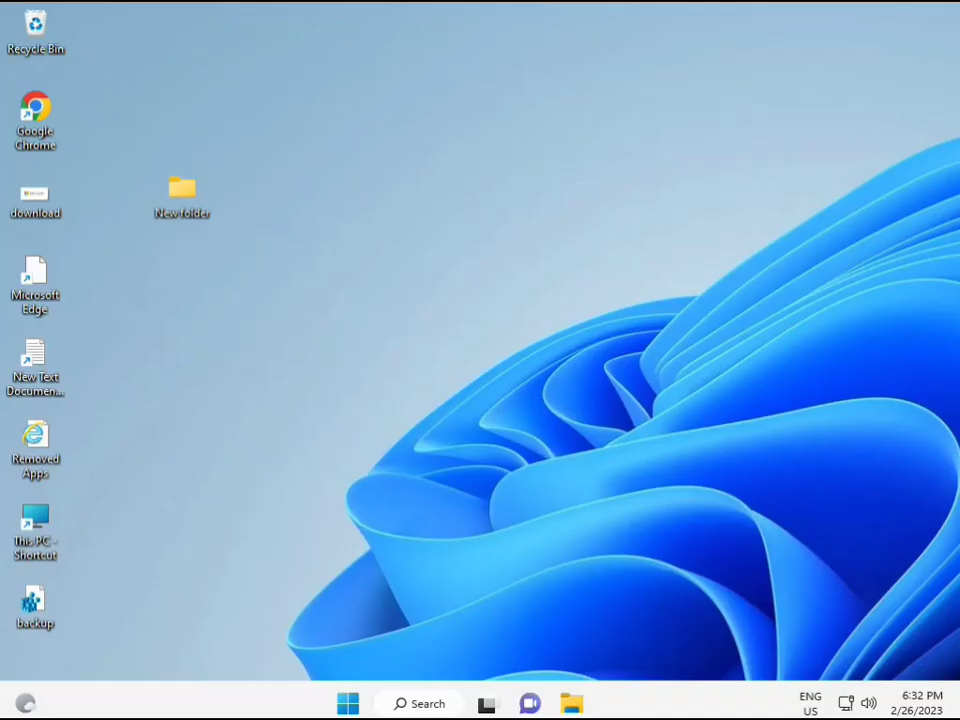 Recycle Bin
Google
Chrome
download
New folder
Microsoft
Edge
New Text
Documen...
Removed
Apps
This PC -
Shortcut
backup
Search
ENG
US
6:32 PM
2/26/2023